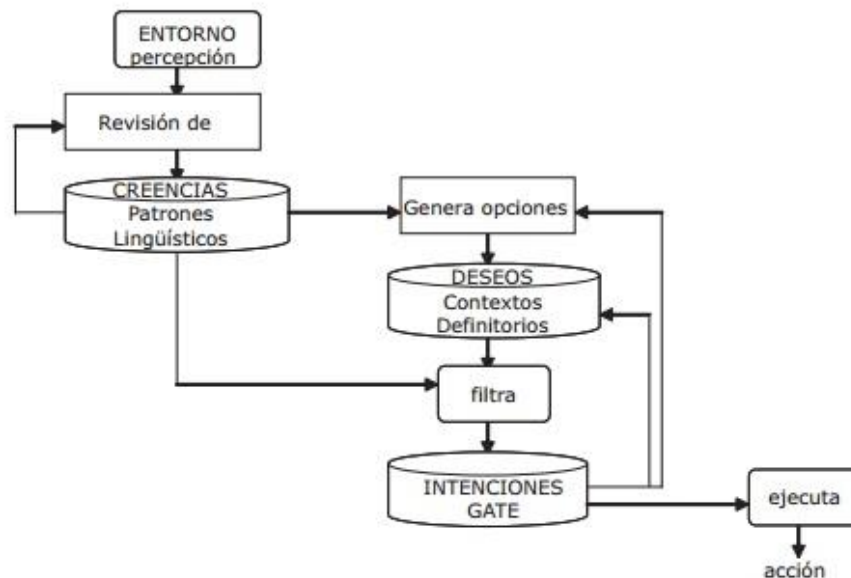 ENTORNO
percepción
Revisión de
CREENCIAS
Patrones
Lingüísticos
Genera opciones
DESEOS
Contextos
Definitorios
filtra
INTENCIONES
GATE
ejecuta
acción